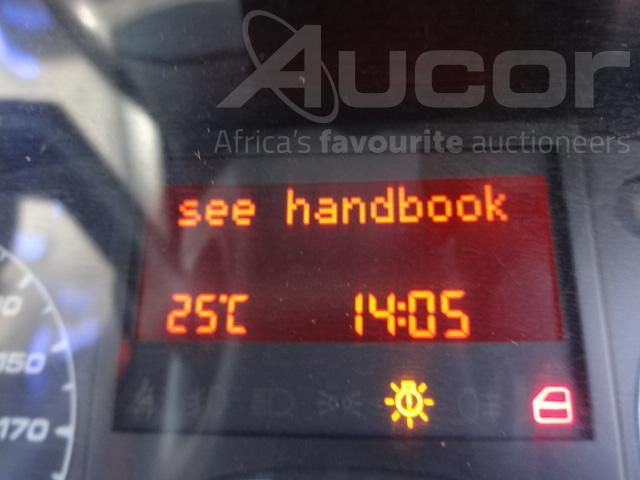 Aucor
Africa's favourite auctioneers
see handbook
25°C 14:05
150
170